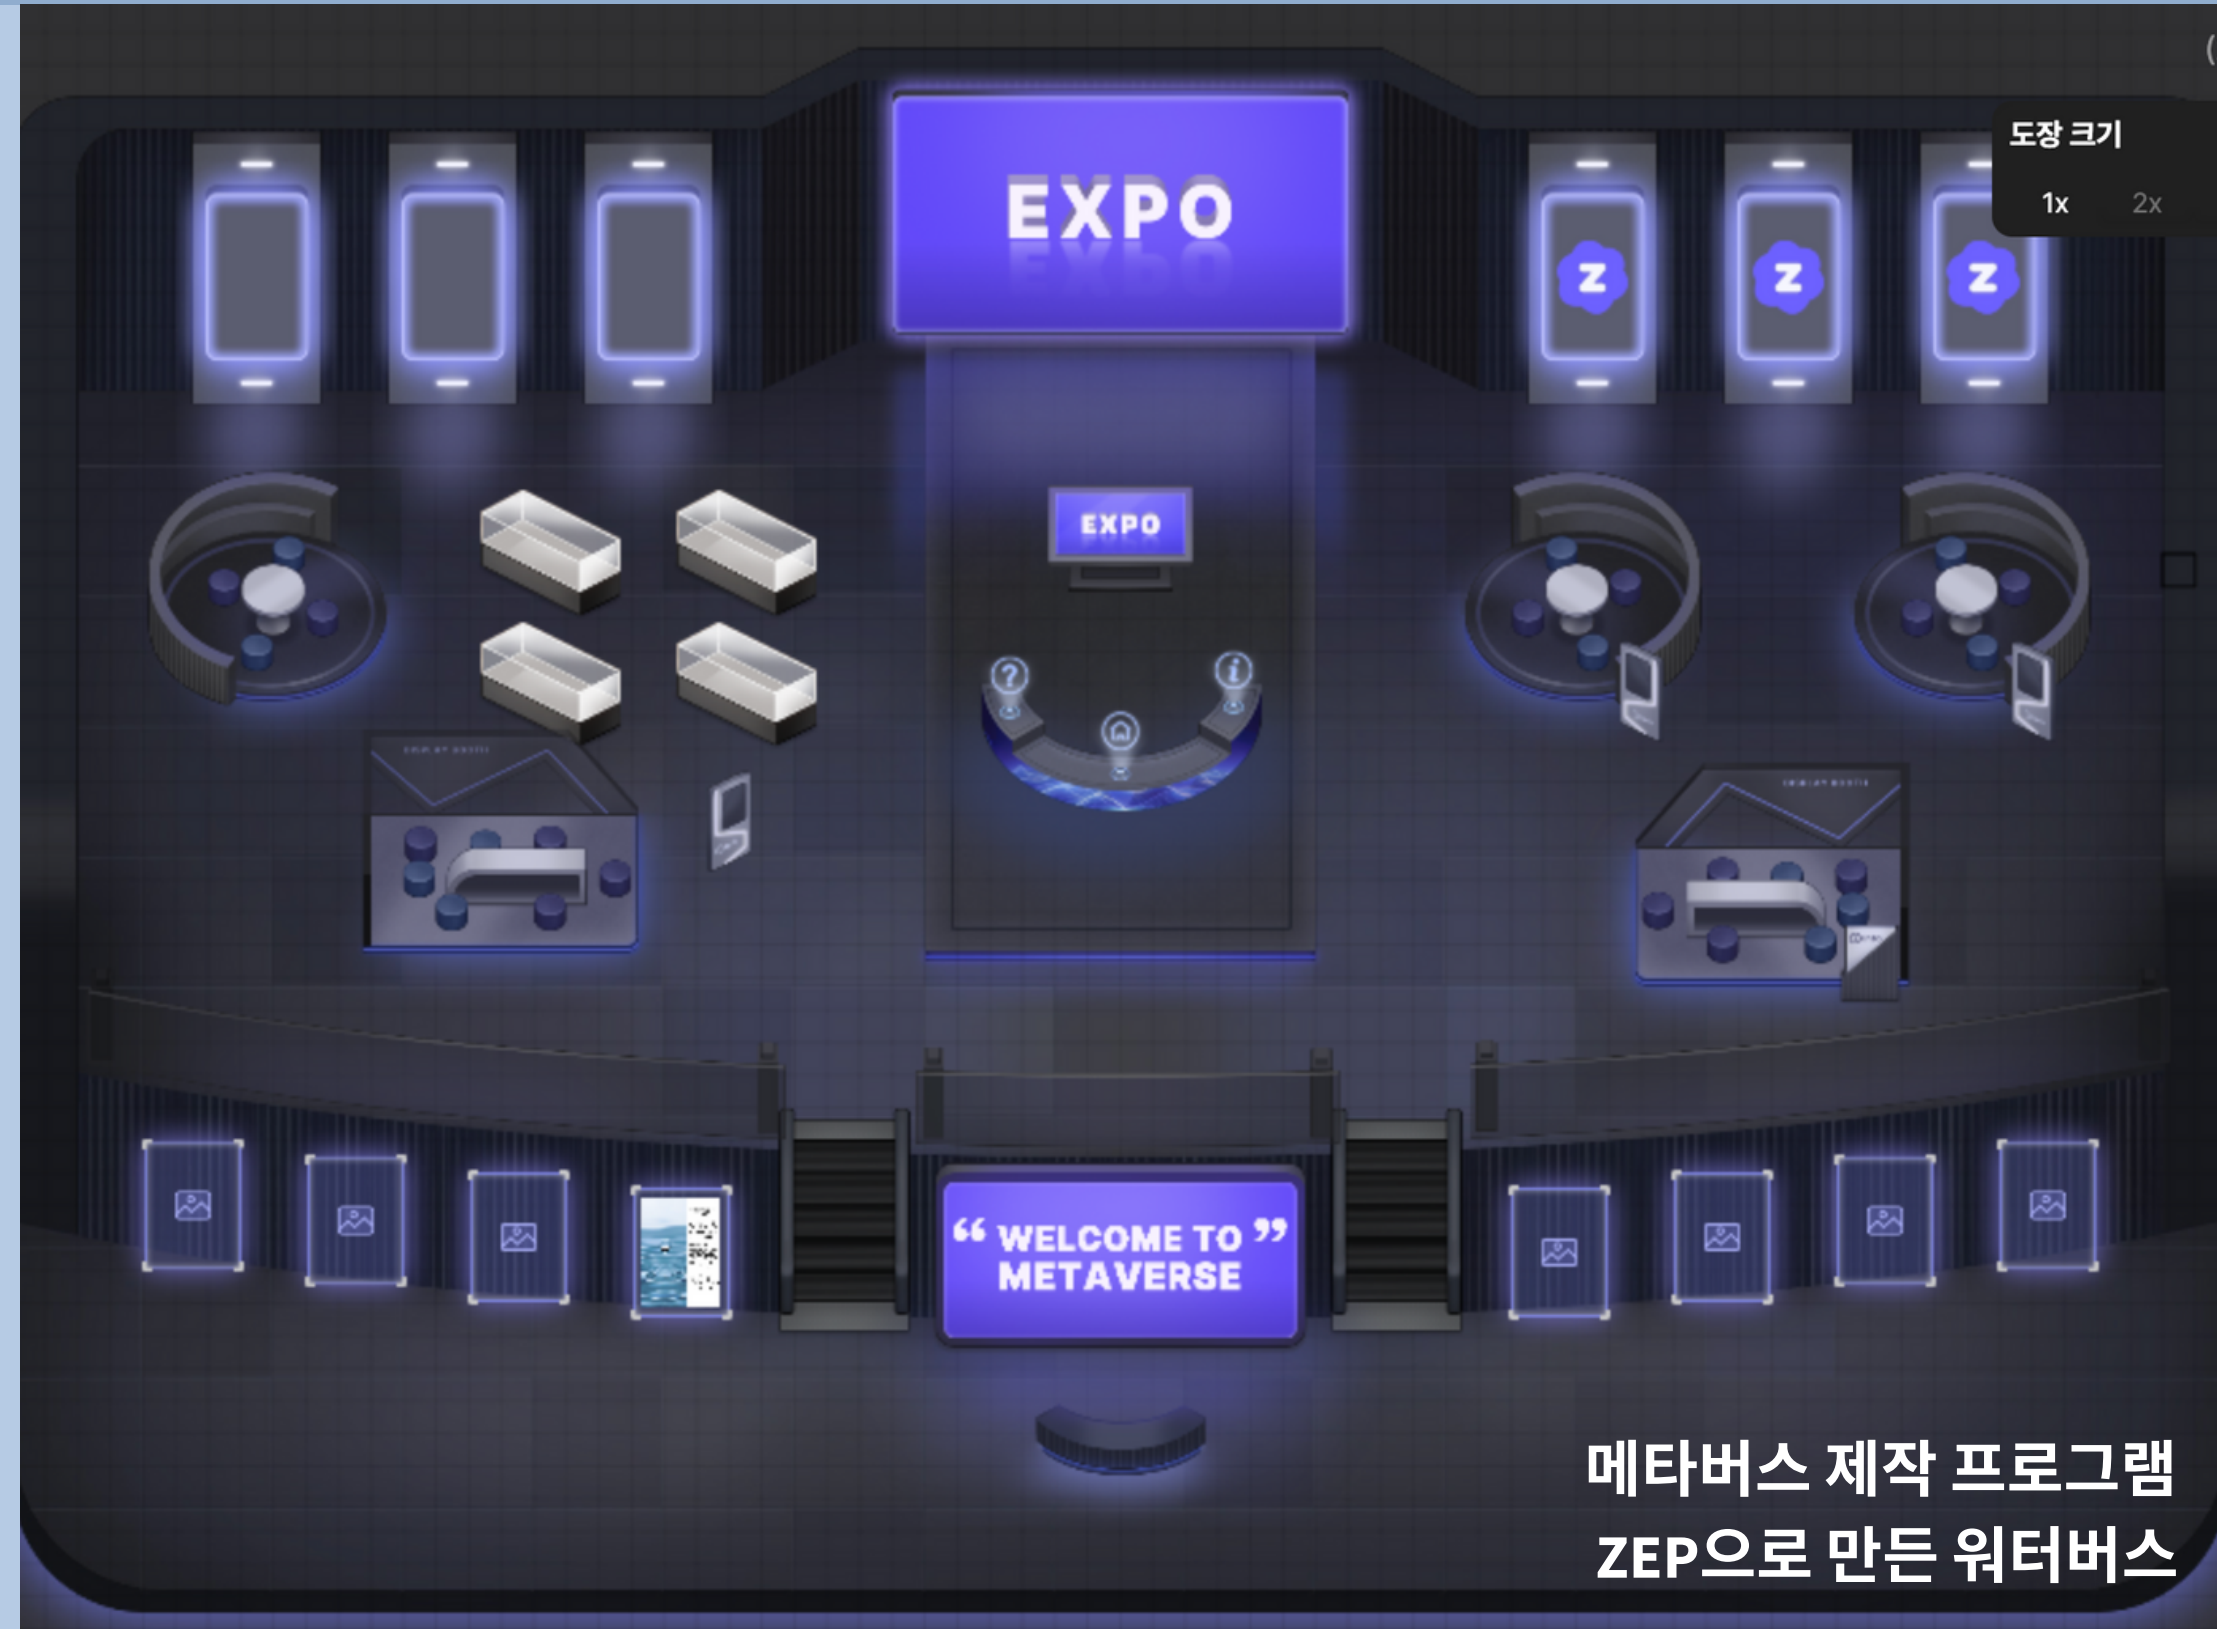 EXPO
도장 크기
1x 2x
Z Z Z
EXPO
?
i
“ WELCOME TO ”
METAVERSE
메타버스 제작 프로그램
ZEP으로 만든 워터버스